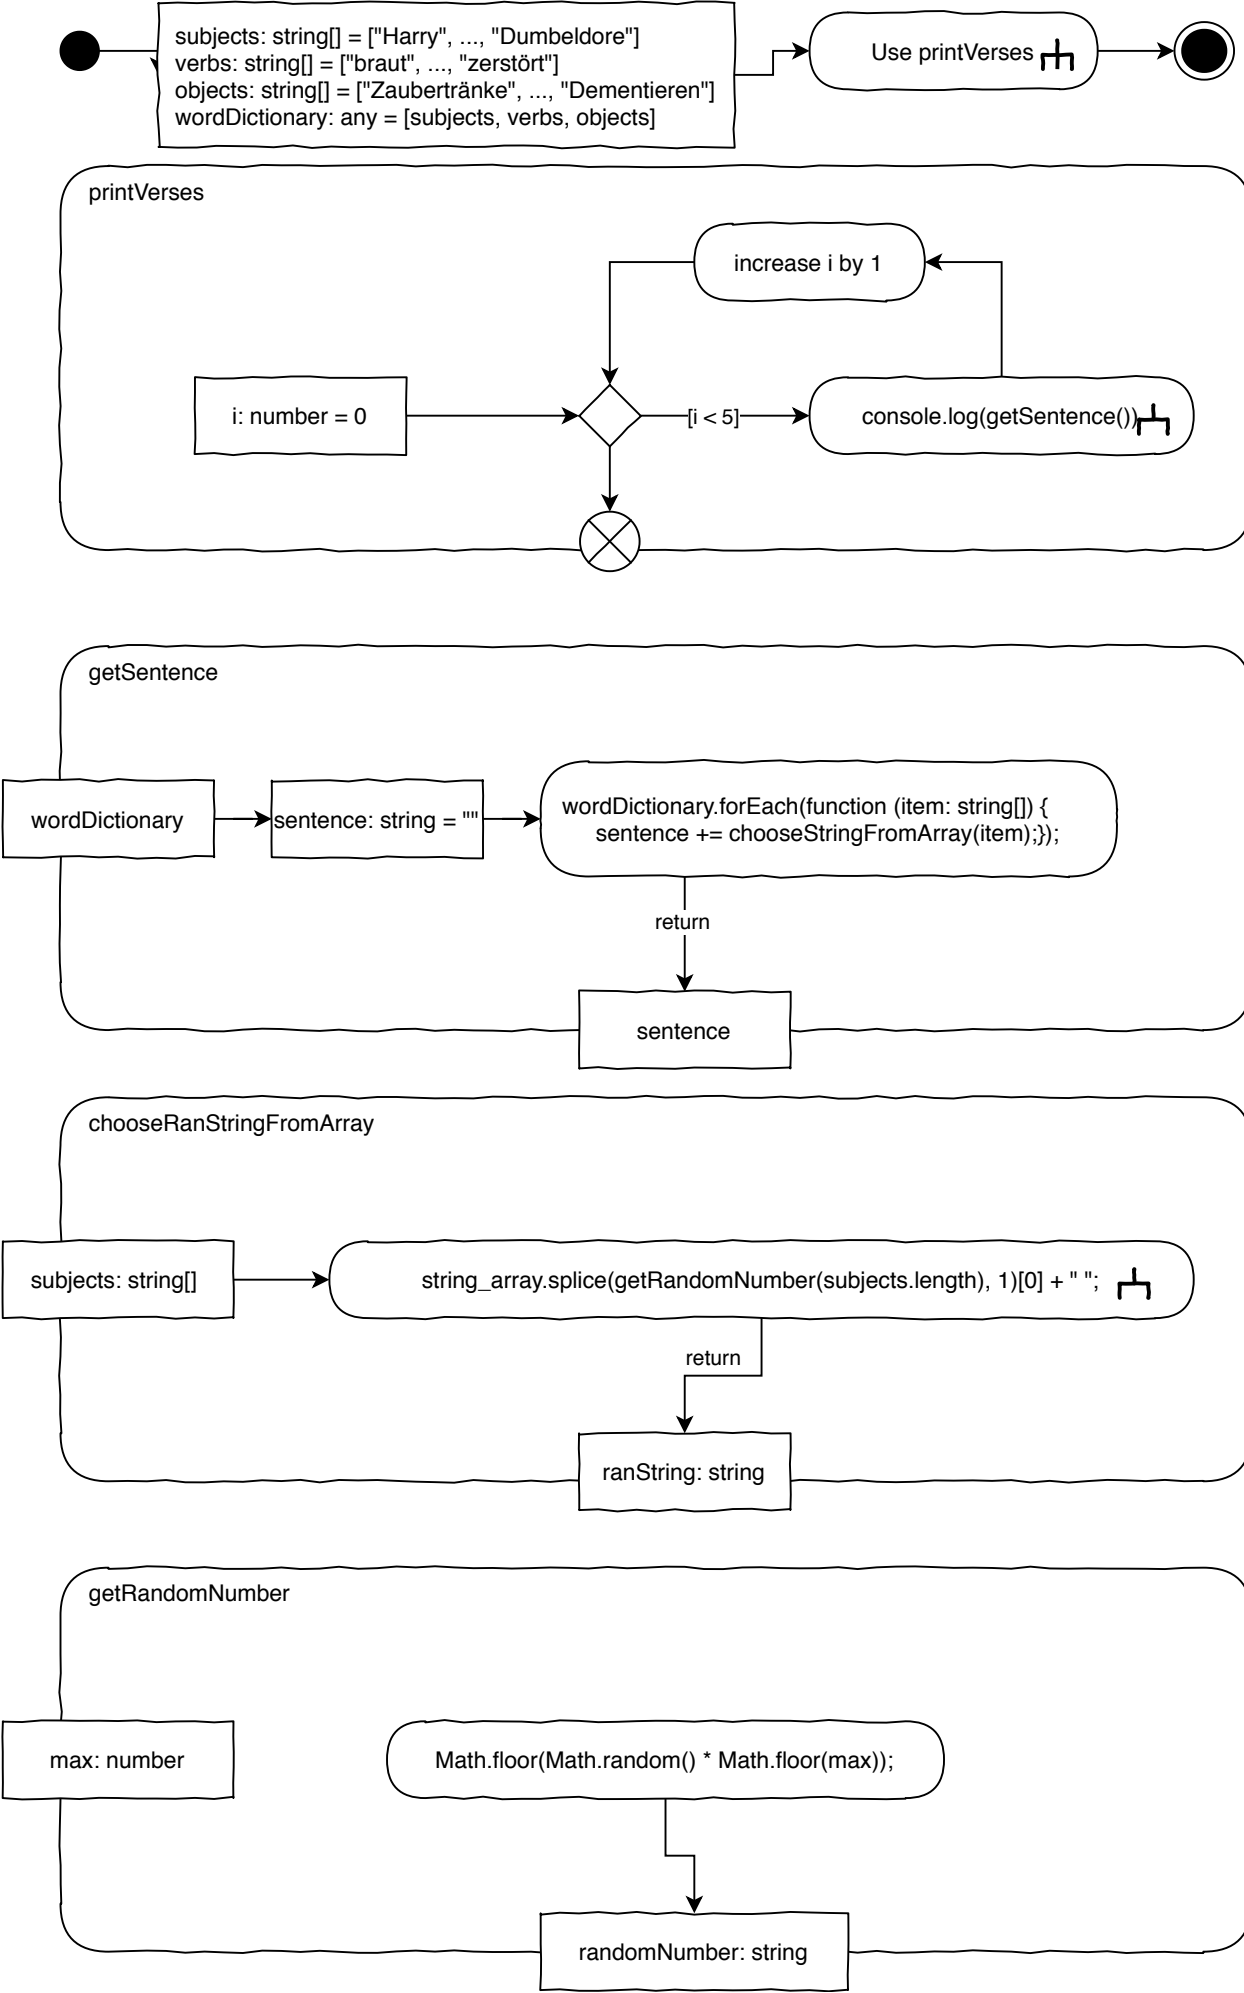 subjects: string[] = ["Harry", ..., "Dumbeldore"]
verbs: string[] = ["braut", ..., "zerstört"]
objects: string[] = ["Zaubertränke", ..., "Dementieren"]
wordDictionary: any = [subjects, verbs, objects]
Use printVerses
printVerses
increase i by 1
i: number = 0
[i < 5]
console.log(getSentence())
getSentence
wordDictionary
sentence: string = ""
wordDictionary.forEach(function (item: string[]) {
sentence += chooseStringFromArray(item);});
return
sentence
chooseRanStringFromArray
subjects: string[]
string_array.splice(getRandomNumber(subjects.length), 1)[0] + " ";
return
ranString: string
getRandomNumber
max: number
Math.floor(Math.random() * Math.floor(max));
randomNumber: string